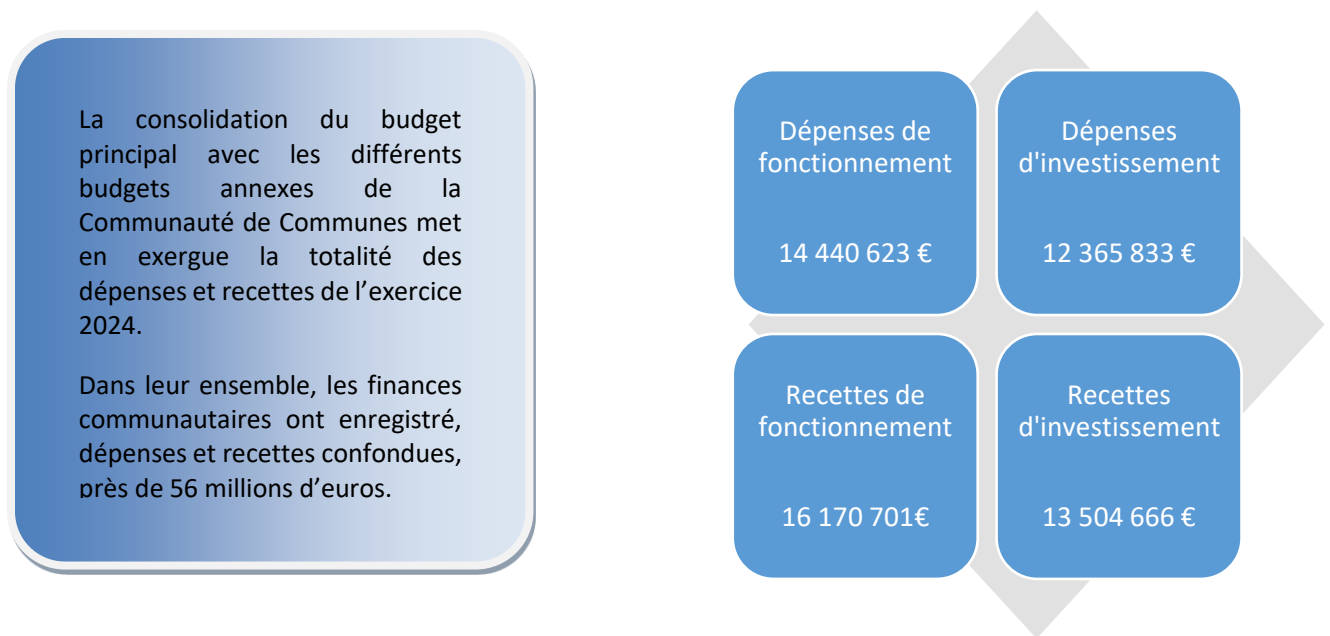 La consolidation du budget
principal avec les différents
budgets annexes de la
Communauté de Communes met
en exergue la totalité des
dépenses et recettes de l’exercice
2024.
Dans leur ensemble, les finances
communautaires ont enregistré,
dépenses et recettes confondues,
près de 56 millions d’euros.
Dépenses de
fonctionnement
14 440 623 €
Dépenses
d'investissement
12 365 833 €
Recettes de
fonctionnement
16 170 701€
Recettes
d'investissement
13 504 666 €